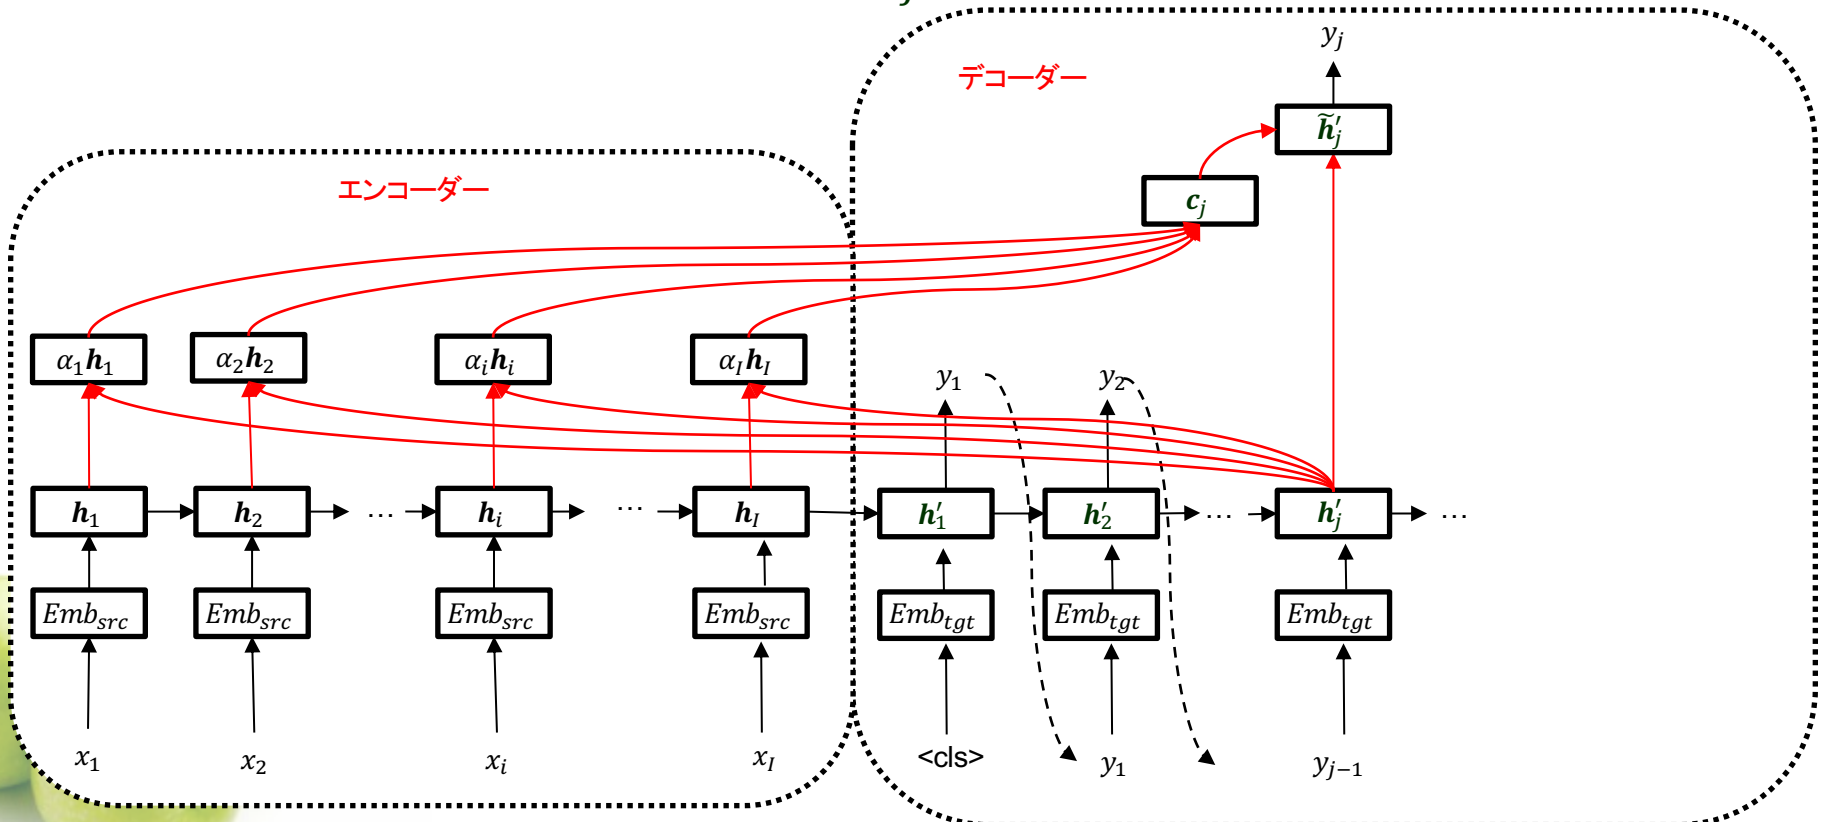 j
y_j
デコーダー
h̃′_j
エンコーダー
c_j
α_1h_1 α_2h_2 α_ih_i α_Ih_I
y_1 y_2
h_1 h_2 … h_i … h_I h′_1 h′_2 … h′_j …
Emb_src Emb_src Emb_src Emb_src Emb_tgt Emb_tgt Emb_tgt
x_1 x_2 x_i x_I <cls> y_1 y_{j−1}